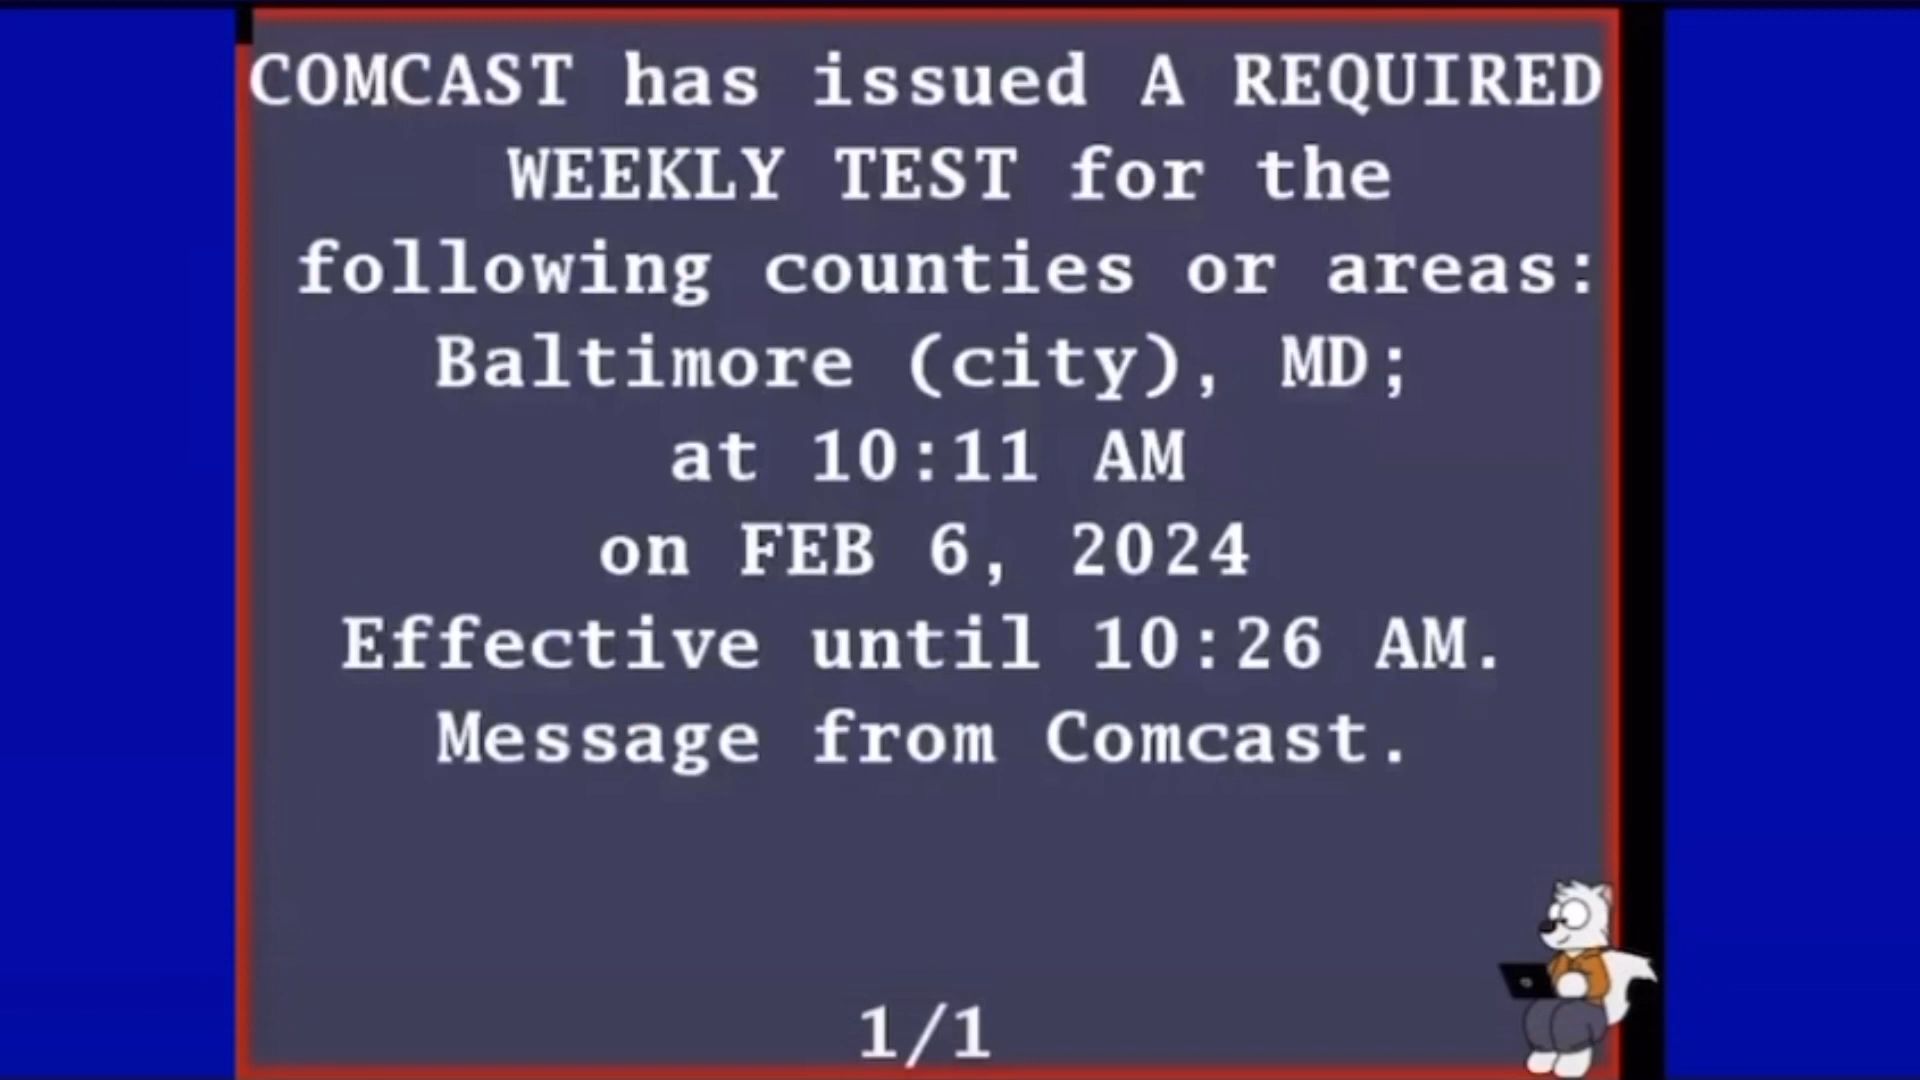 COMCAST has issued A REQUIRED
WEEKLY TEST for the
following counties or areas:
Baltimore (city), MD;
at 10:11 AM
on FEB 6, 2024
Effective until 10:26 AM.
Message from Comcast.
1/1